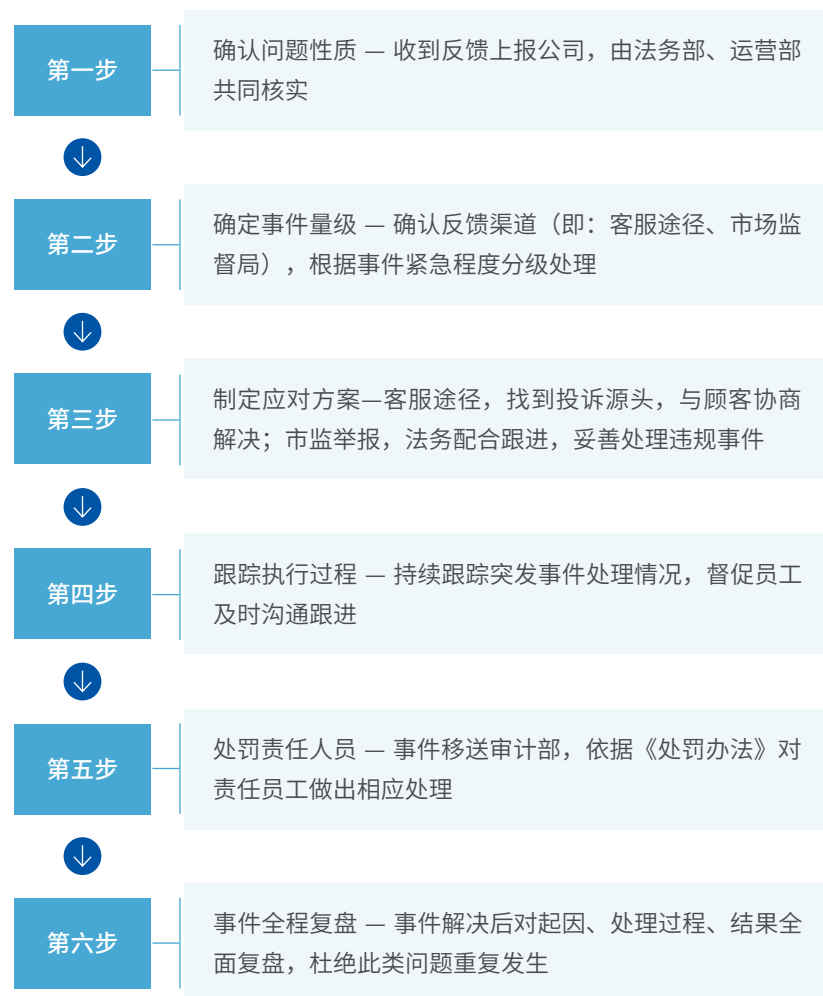 第一步
确认问题性质 — 收到反馈上报公司，由法务部、运营部
共同核实
第二步
确定事件量级 — 确认反馈渠道（即：客服途径、市场监
督局），根据事件紧急程度分级处理
第三步
制定应对方案—客服途径，找到投诉源头，与顾客协商
解决；市监举报，法务配合跟进，妥善处理违规事件
第四步
跟踪执行过程 — 持续跟踪突发事件处理情况，督促员工
及时沟通跟进
第五步
处罚责任人员 — 事件移送审计部，依据《处罚办法》对
责任员工做出相应处理
第六步
事件全程复盘 — 事件解决后对起因、处理过程、结果全
面复盘，杜绝此类问题重复发生